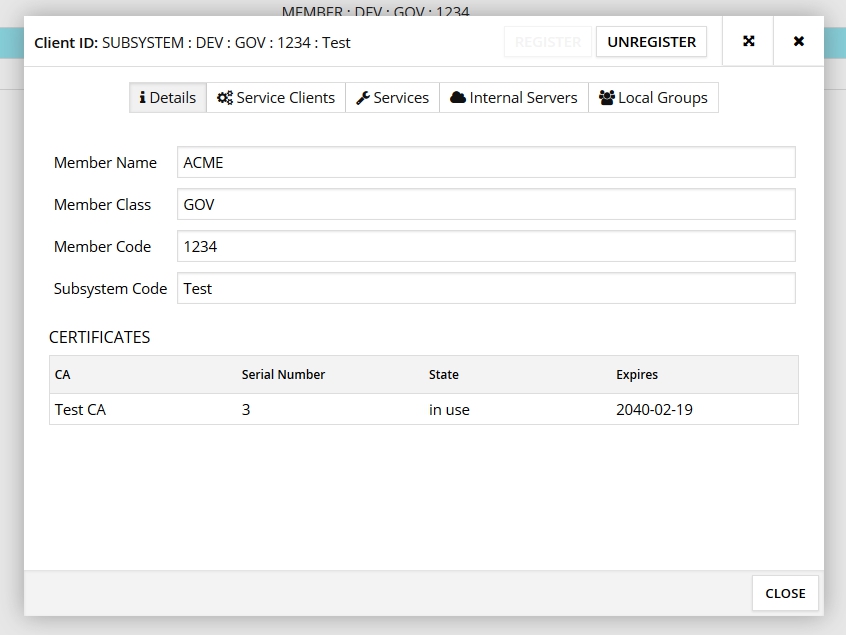 MEMBER : DEV : GOV : 1234
Client ID: SUBSYSTEM : DEV : GOV : 1234 : Test
REGISTER
UNREGISTER
Details
Service Clients
Services
Internal Servers
Local Groups
Member Name
ACME
Member Class
GOV
Member Code
1234
Subsystem Code
Test
CERTIFICATES
CA Serial Number State Expires
Test CA 3 in use 2040-02-19
CLOSE